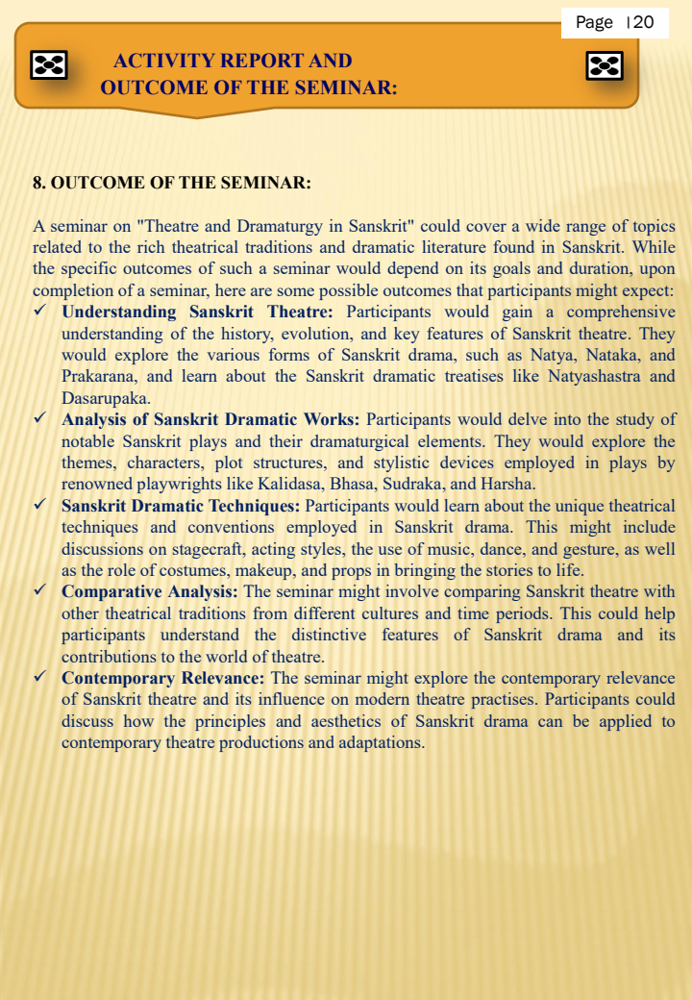 Page |20
ACTIVITY REPORT AND
OUTCOME OF THE SEMINAR:
8. OUTCOME OF THE SEMINAR:
A seminar on "Theatre and Dramaturgy in Sanskrit" could cover a wide range of topics
related to the rich theatrical traditions and dramatic literature found in Sanskrit. While
the specific outcomes of such a seminar would depend on its goals and duration, upon
completion of a seminar, here are some possible outcomes that participants might expect:
✓ Understanding Sanskrit Theatre: Participants would gain a comprehensive
understanding of the history, evolution, and key features of Sanskrit theatre. They
would explore the various forms of Sanskrit drama, such as Natya, Nataka, and
Prakarana, and learn about the Sanskrit dramatic treatises like Natyashastra and
Dasarupaka.
✓ Analysis of Sanskrit Dramatic Works: Participants would delve into the study of
notable Sanskrit plays and their dramaturgical elements. They would explore the
themes, characters, plot structures, and stylistic devices employed in plays by
renowned playwrights like Kalidasa, Bhasa, Sudraka, and Harsha.
✓ Sanskrit Dramatic Techniques: Participants would learn about the unique theatrical
techniques and conventions employed in Sanskrit drama. This might include
discussions on stagecraft, acting styles, the use of music, dance, and gesture, as well
as the role of costumes, makeup, and props in bringing the stories to life.
✓ Comparative Analysis: The seminar might involve comparing Sanskrit theatre with
other theatrical traditions from different cultures and time periods. This could help
participants understand the distinctive features of Sanskrit drama and its
contributions to the world of theatre.
✓ Contemporary Relevance: The seminar might explore the contemporary relevance
of Sanskrit theatre and its influence on modern theatre practises. Participants could
discuss how the principles and aesthetics of Sanskrit drama can be applied to
contemporary theatre productions and adaptations.